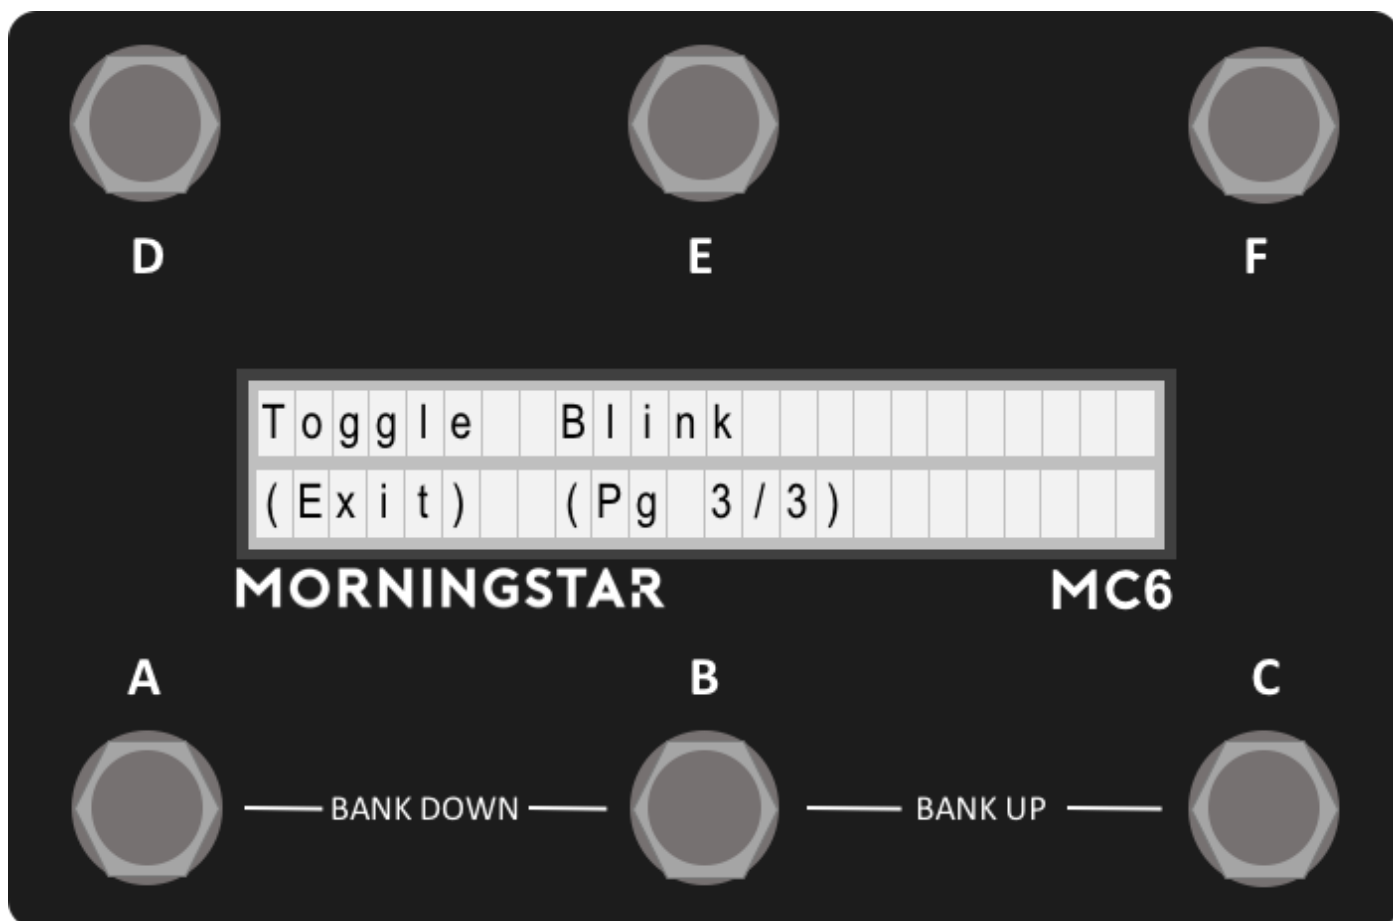 D E F
Toggle Blink
(Exit) (Pg 3/3)
MORNINGSTAR MC6
A B C
BANK DOWN BANK UP